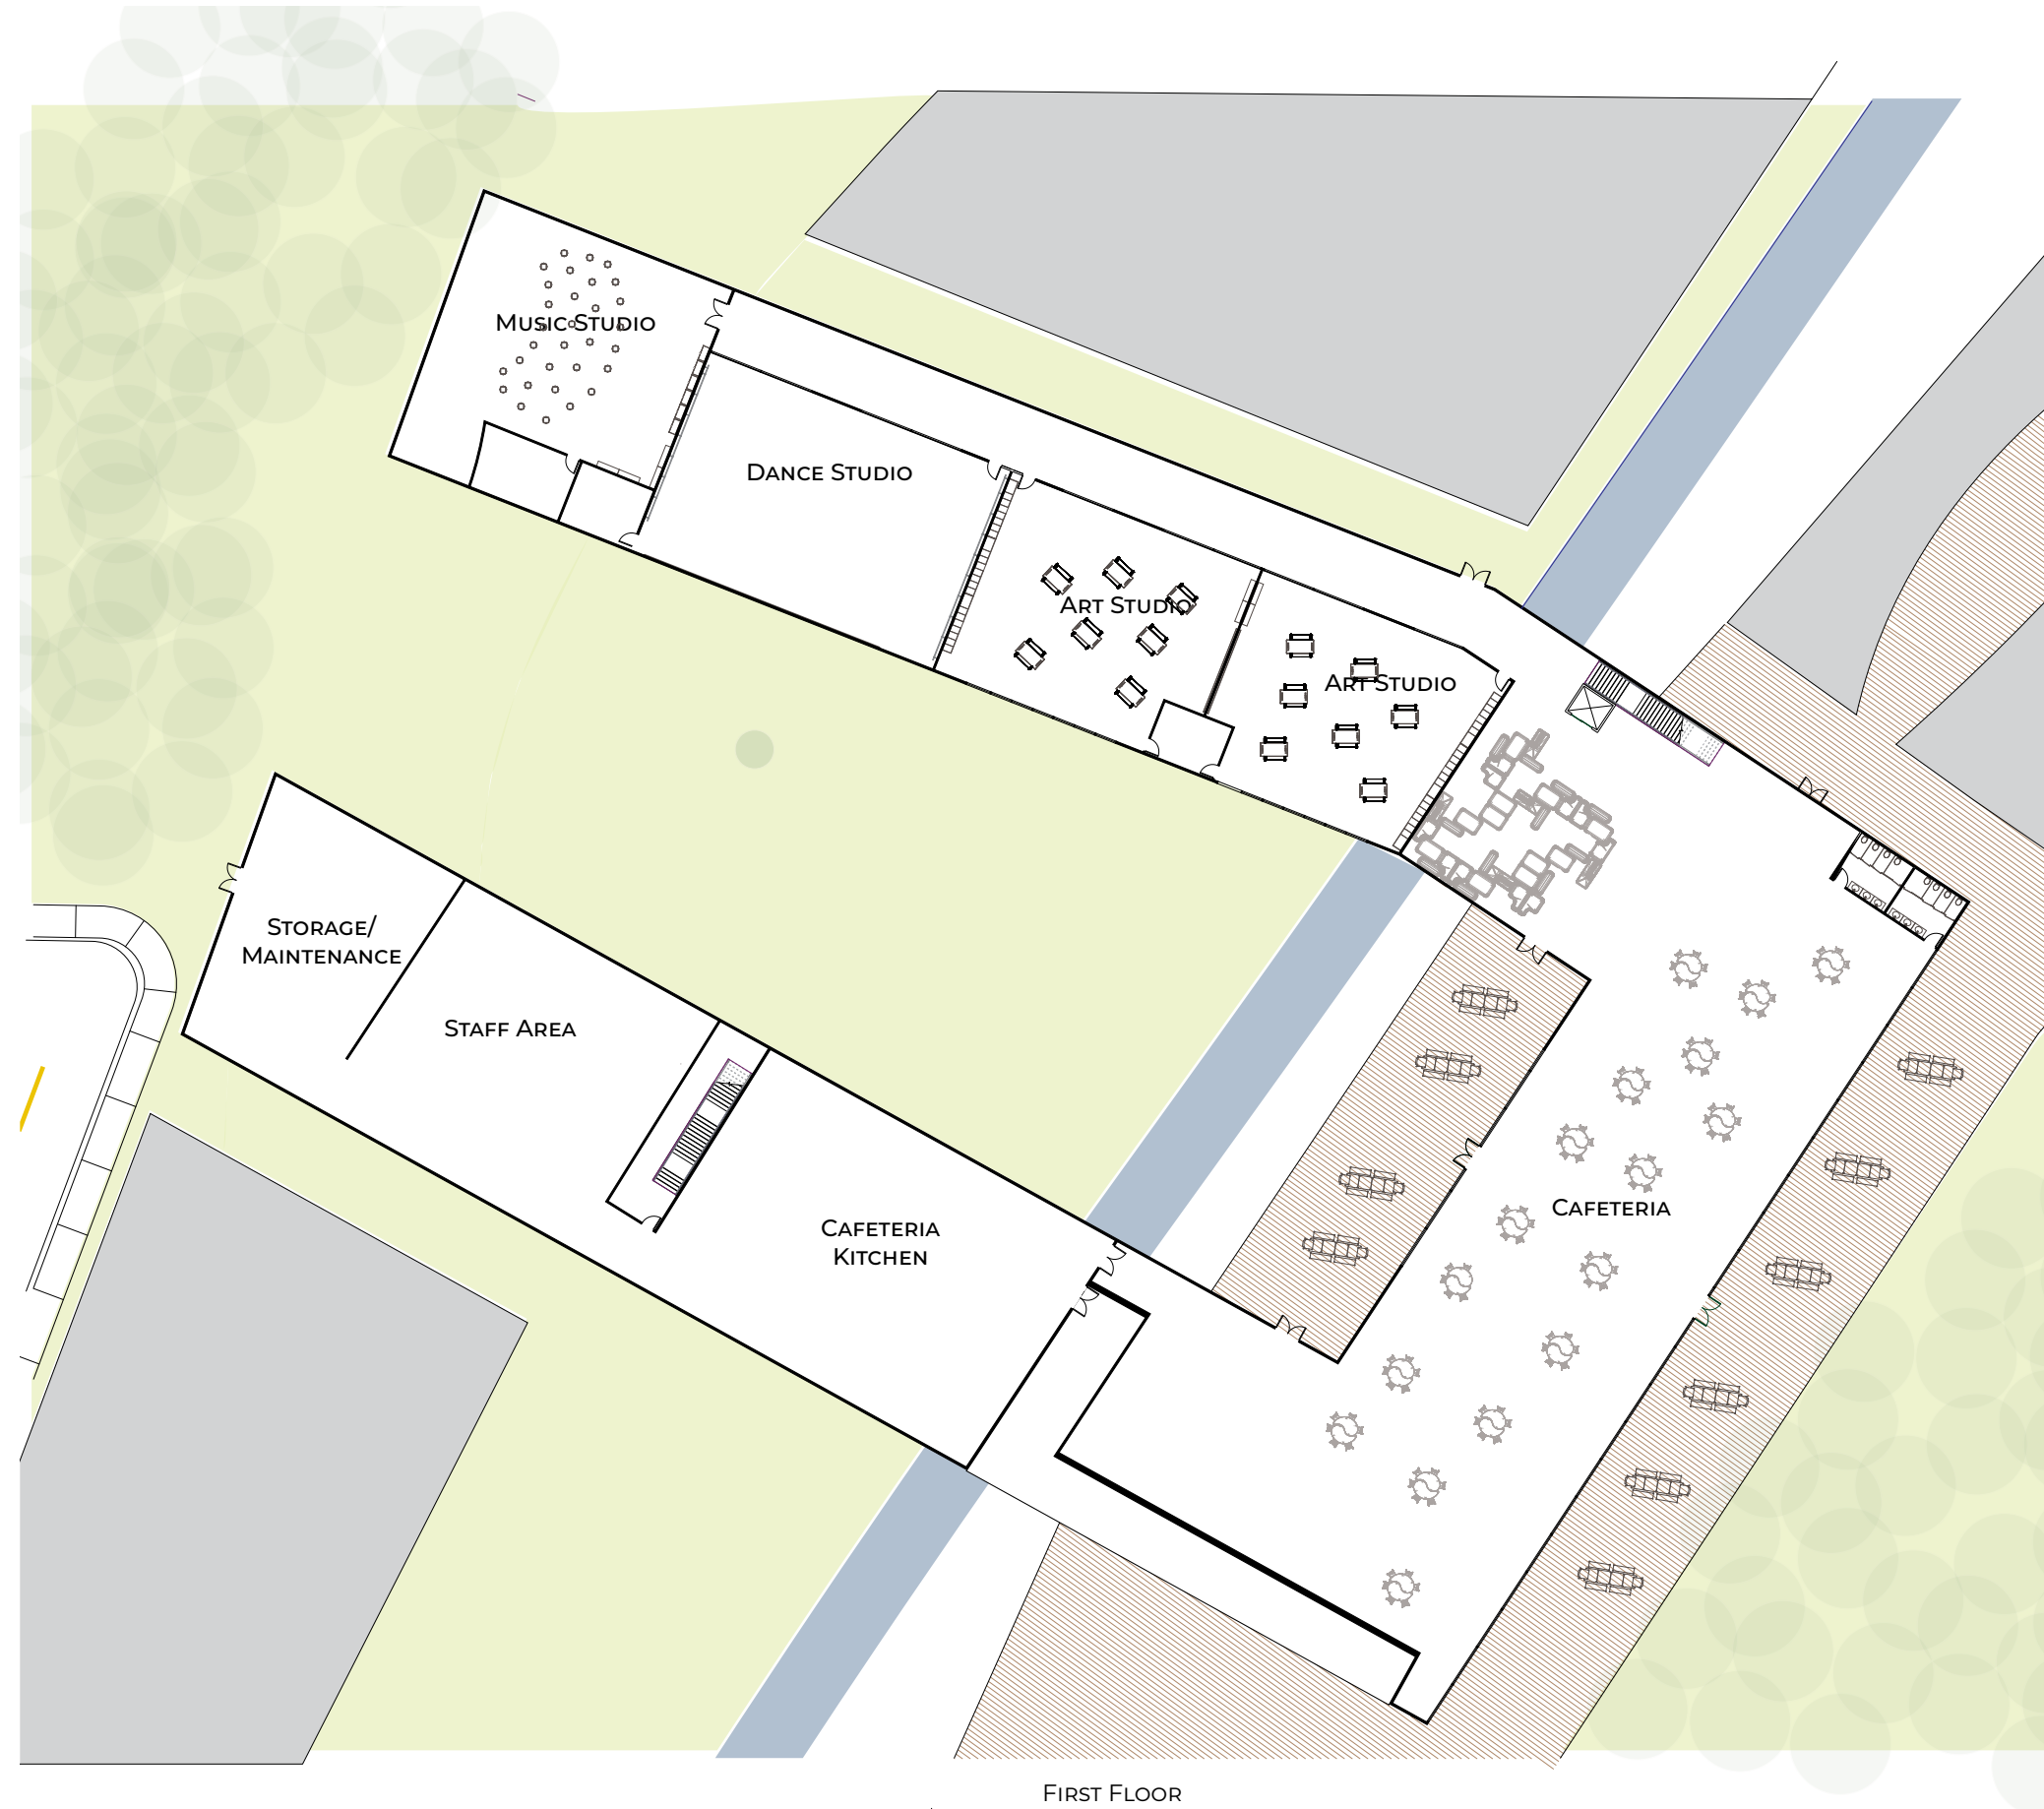 Music Studio
Dance Studio
Art Studio
Art Studio
Storage/
Maintenance
Staff Area
Cafeteria
Cafeteria
Kitchen
First Floor